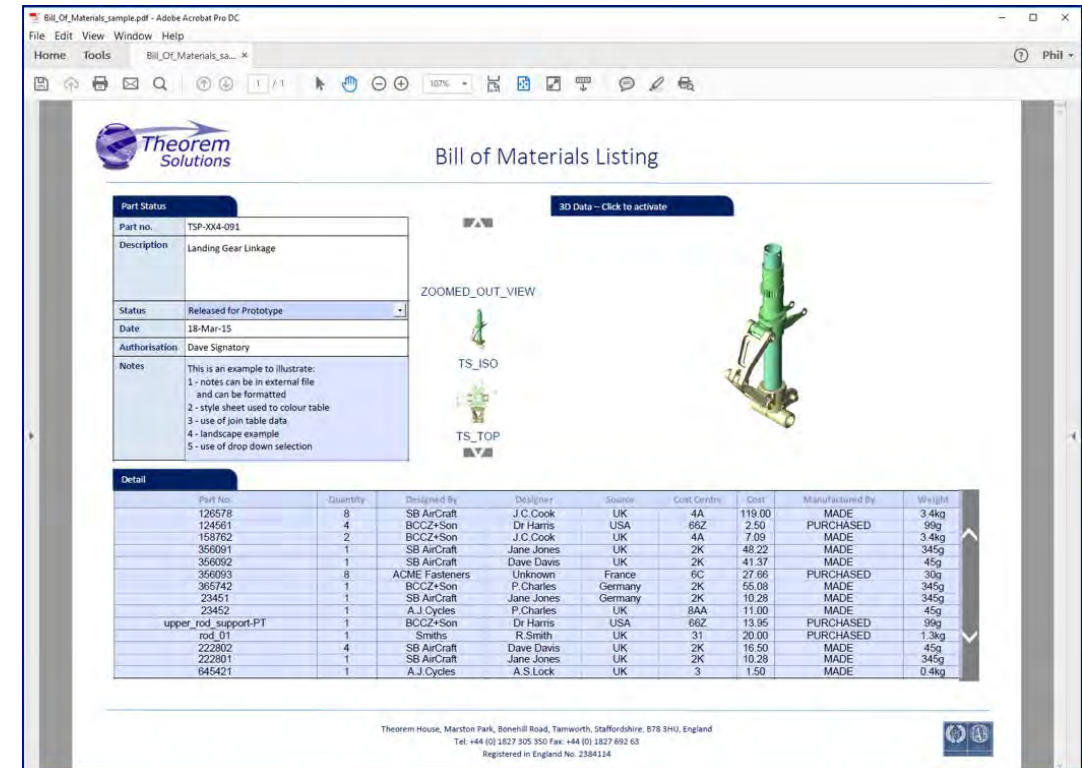 Bill_Of_Materials_sample.pdf - Adobe Acrobat Pro DC
File Edit View Window Help
Home Tools Bill_Of_Materials_sa... ×
Phil
1 / 1
107%
Theorem
Solutions
Bill of Materials Listing
Part Status
3D Data – Click to activate
Part no. TSP-XX4-091
Description Landing Gear Linkage
ZOOMED_OUT_VIEW
Status Released for Prototype
Date 18-Mar-15
Authorisation Dave Signatory
TS_ISO
Notes This is an example to illustrate:
1 - notes can be in external file
and can be formatted
2 - style sheet used to colour table
3 - use of join table data
4 - landscape example
5 - use of drop down selection
TS_TOP
Detail
Part No. Quantity Designed By Designer Source Cost Centre Cost Manufactured By Weight
126578 8 SB AirCraft J.C.Cook UK 4A 119.00 MADE 3.4kg
124561 4 BCCZ+Son Dr Harris USA 66Z 2.50 PURCHASED 99g
158762 2 BCCZ+Son J.C.Cook UK 4A 7.09 MADE 3.4kg
356091 1 SB AirCraft Jane Jones UK 2K 48.22 MADE 345g
356092 1 SB AirCraft Dave Davis UK 2K 41.37 MADE 45g
356093 8 ACME Fasteners Unknown France 6C 27.66 PURCHASED 30g
365742 1 BCCZ+Son P.Charles Germany 2K 55.08 MADE 345g
23451 1 SB AirCraft Jane Jones Germany 2K 10.28 MADE 345g
23452 1 A.J.Cycles P.Charles UK 8AA 11.00 MADE 45g
upper_rod_support-PT 1 BCCZ+Son Dr Harris USA 66Z 13.95 PURCHASED 99g
rod_01 1 Smiths R.Smith UK 31 20.00 PURCHASED 1.3kg
222802 4 SB AirCraft Dave Davis UK 2K 16.50 MADE 45g
222801 1 SB AirCraft Jane Jones UK 2K 10.28 MADE 345g
645421 1 A.J.Cycles A.S.Lock UK 3 1.50 MADE 0.4kg
Theorem House, Marston Park, Bonehill Road, Tamworth, Staffordshire, B78 3HU, England
Tel: +44 (0) 1827 305 350 Fax: +44 (0) 1827 692 63
Registered in England No. 2384114